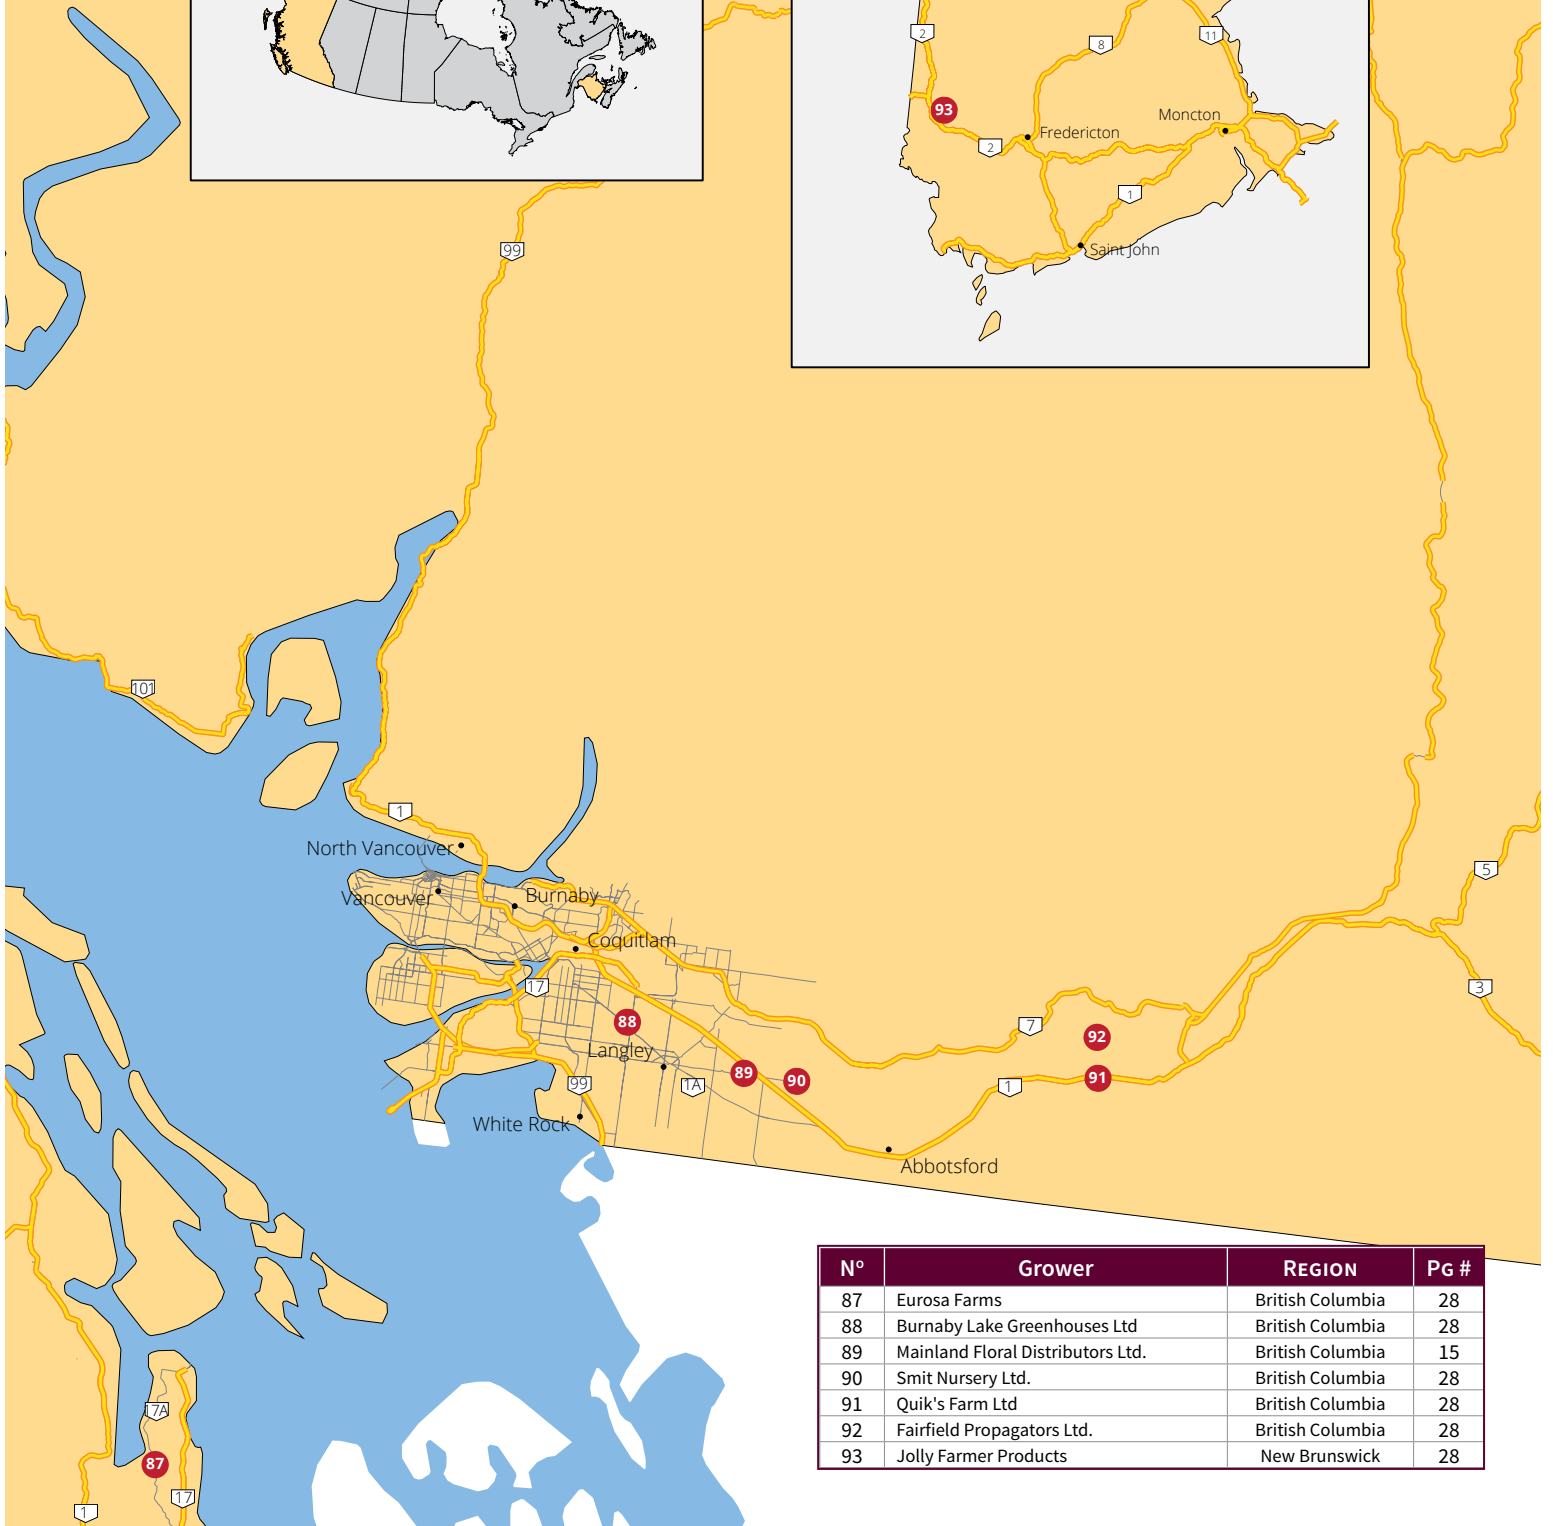 2
8
11
93
Moncton
Fredericton
2
1
Saint John
99
101
1
North Vancouver
5
Vancouver
Burnaby
Coquitlam
17
3
88
7
92
Langley
89
90
91
99
1A
1
White Rock
Abbotsford
Nº Grower REGION PG #
87 Eurosa Farms British Columbia 28
88 Burnaby Lake Greenhouses Ltd British Columbia 28
89 Mainland Floral Distributors Ltd. British Columbia 15
90 Smit Nursery Ltd. British Columbia 28
91 Quik's Farm Ltd British Columbia 28
92 Fairfield Propagators Ltd. British Columbia 28
93 Jolly Farmer Products New Brunswick 28
17A
87
17
1